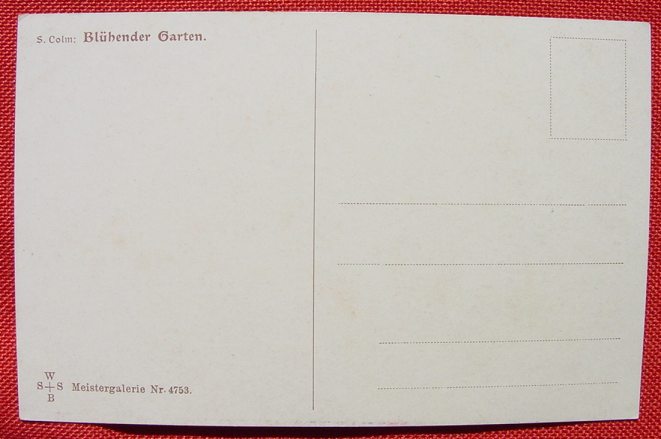 S. Colm: Blühender Garten.
W
S+S
B
Meistergalerie Nr. 4753.